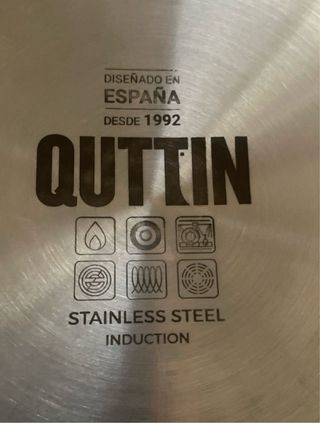 DISEÑADO EN
ESPAÑA
DESDE 1992
QUTTIN
STAINLESS STEEL
INDUCTION